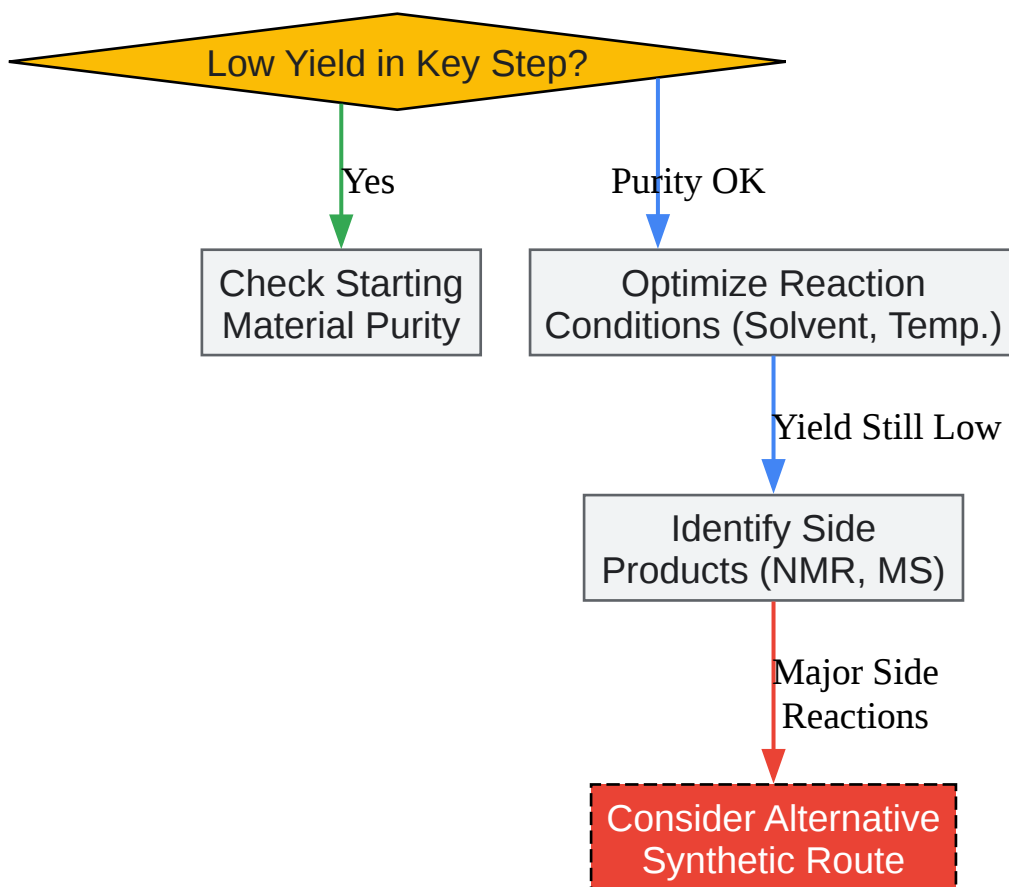 Low Yield in Key Step?
Yes
Purity OK
Check Starting
Material Purity
Optimize Reaction
Conditions (Solvent, Temp.)
Yield Still Low
Identify Side
Products (NMR, MS)
Major Side
Reactions
Consider Alternative
Synthetic Route